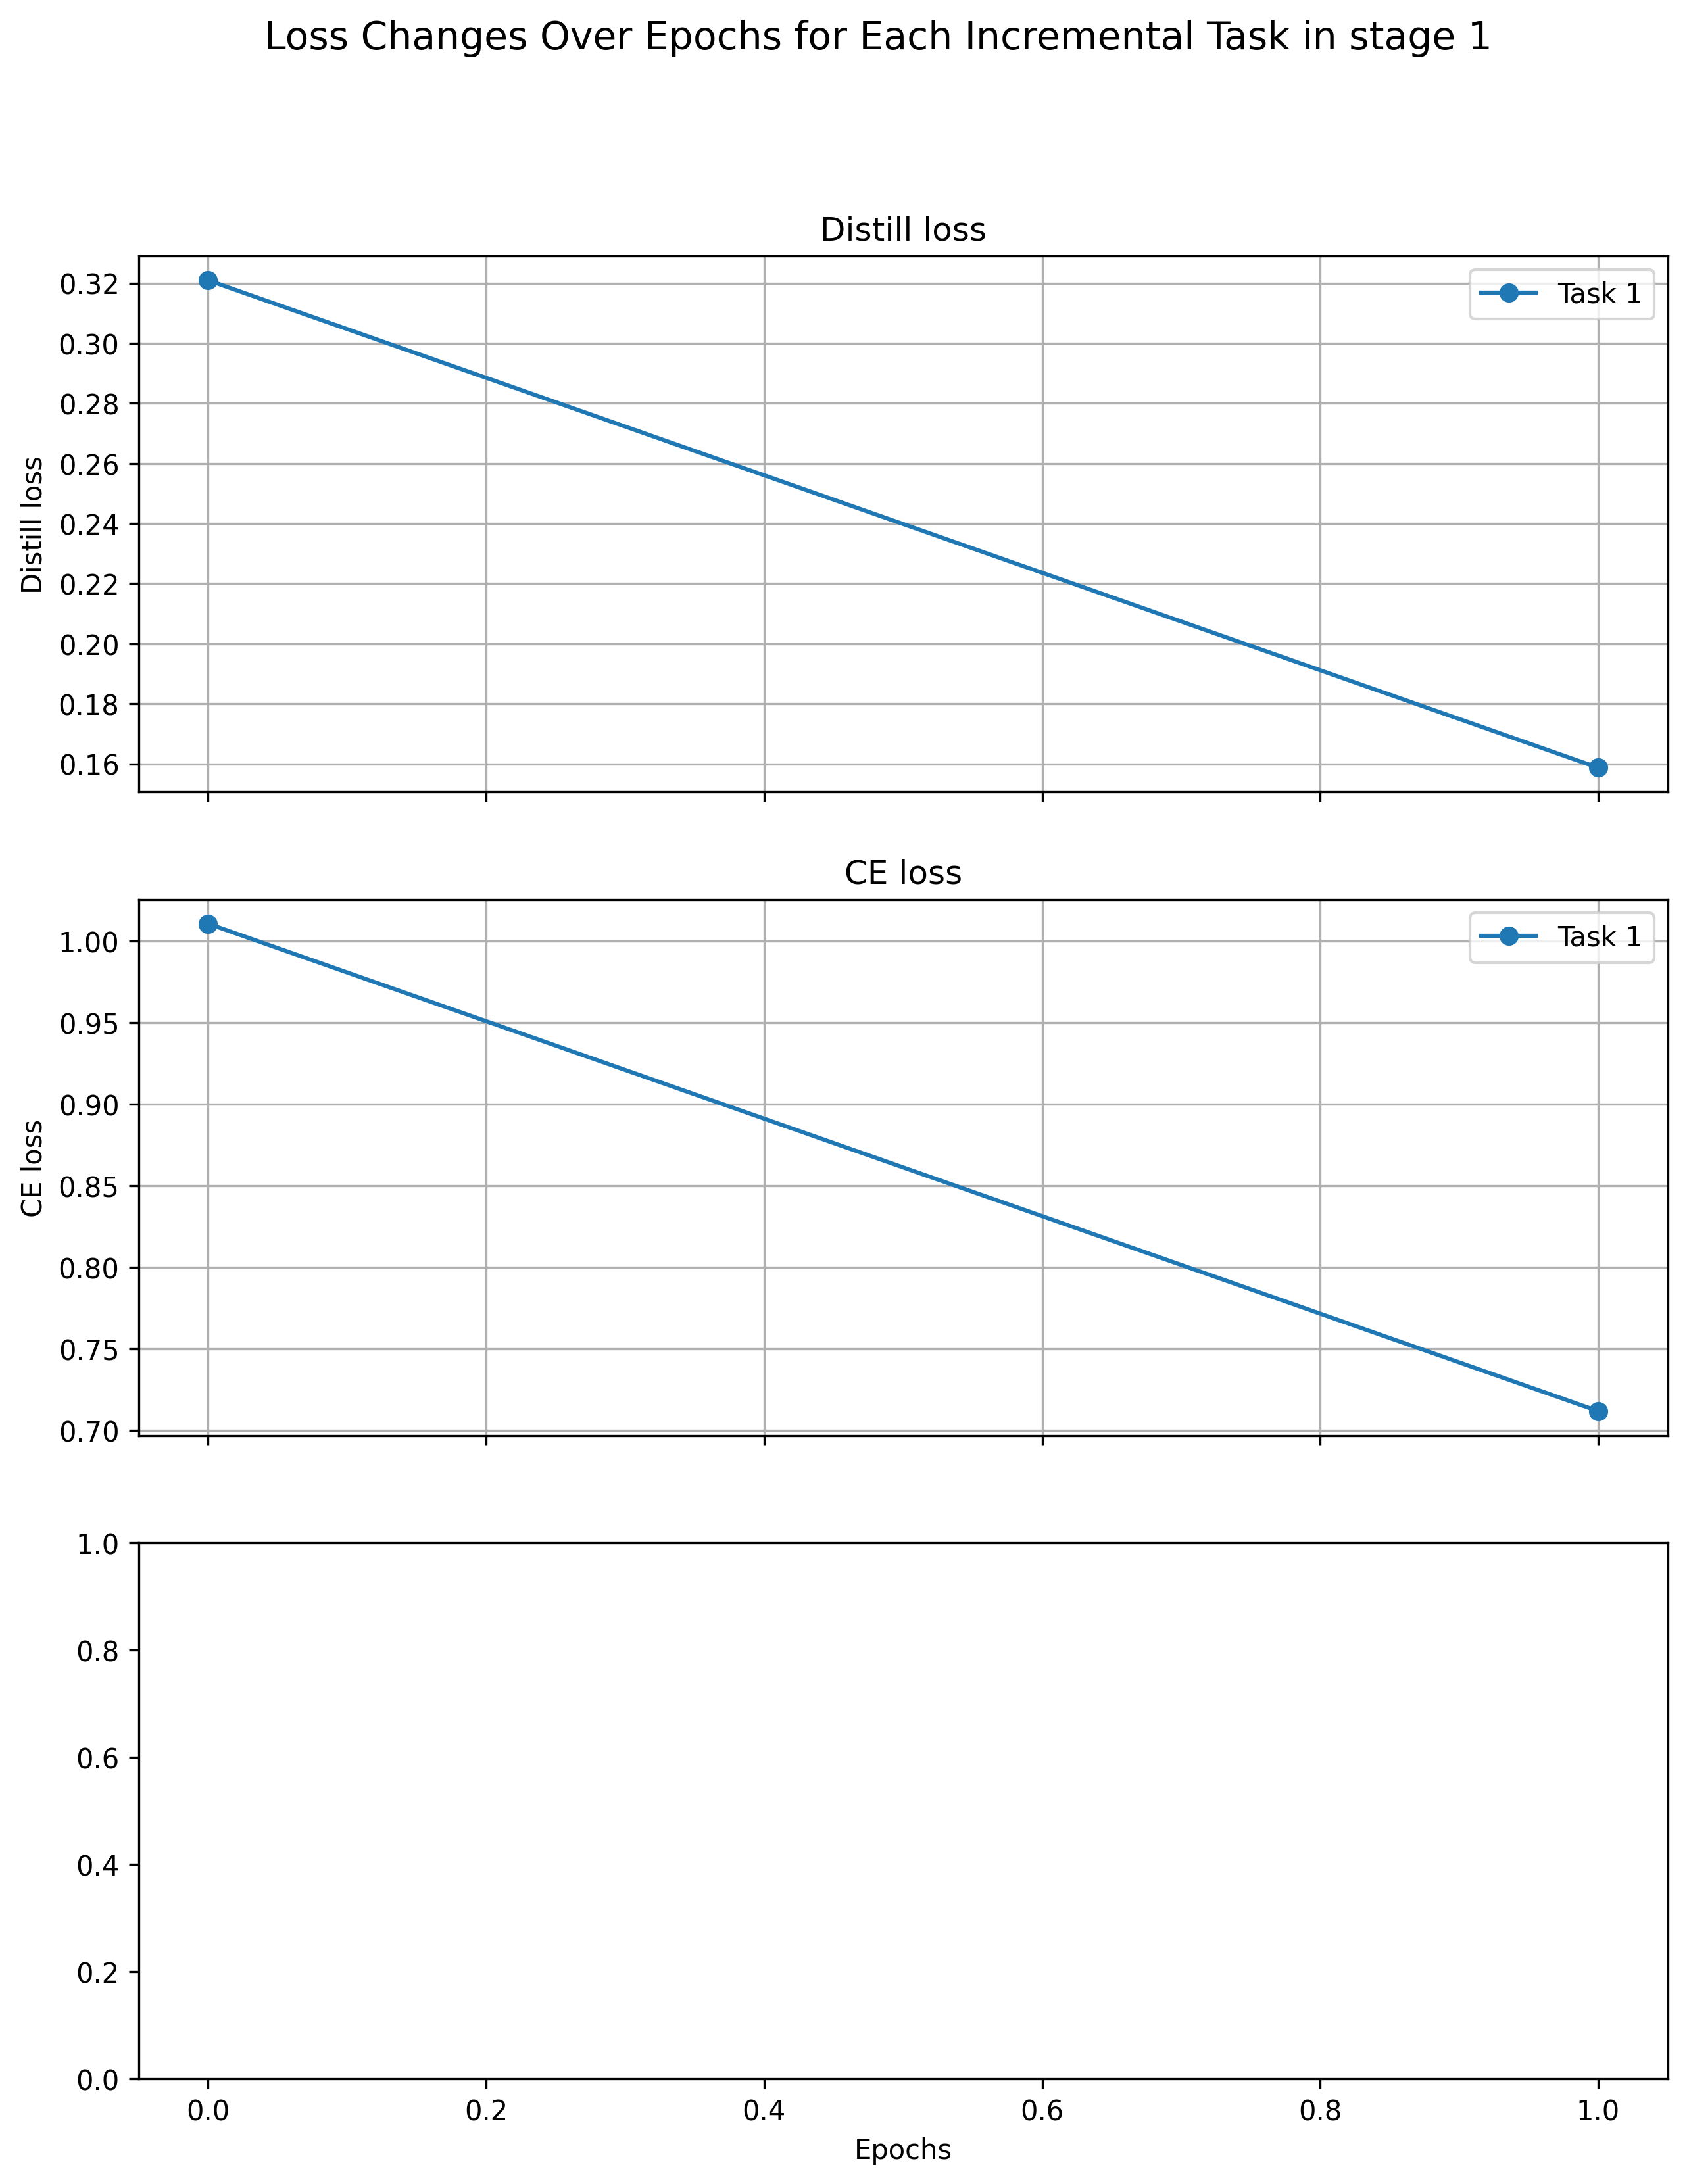 Loss Changes Over Epochs for Each Incremental Task in stage 1
Distill loss
Task 1
0.32
0.30
0.28
0.26
0.24
0.22
0.20
0.18
0.16
Distill loss
CE loss
Task 1
1.00
0.95
0.90
0.85
0.80
0.75
0.70
CE loss
1.0
0.8
0.6
0.4
0.2
0.0
0.0 0.2 0.4 0.6 0.8 1.0
Epochs